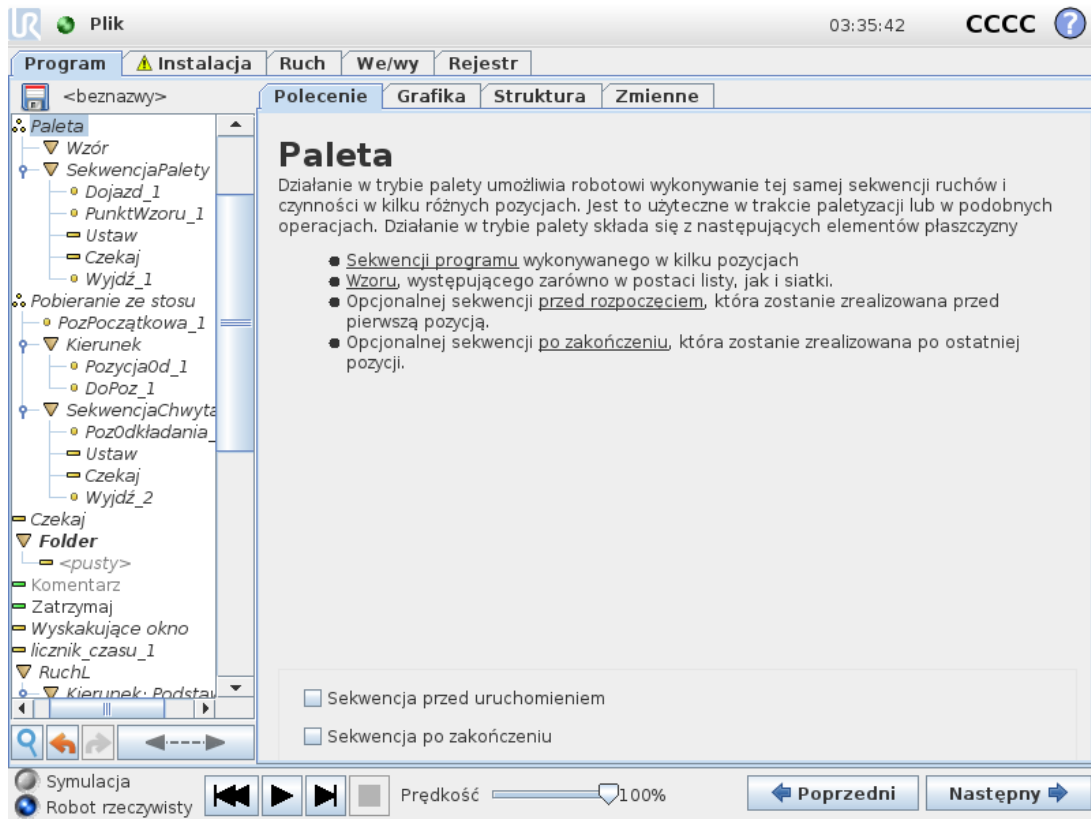 UR
Plik
03:35:42
CCCC
?
Program
Instalacja
Ruch
We/wy
Rejestr
<beznazwy>
Paleta
Wzór
SekwencjaPalety
Dojazd_1
PunktWzoru_1
Ustaw
Czekaj
Wyjdź_1
Pobieranie ze stosu
PozPoczątkowa_1
Kierunek
PozycjaOd_1
DoPoz_1
SekwencjaChwyta
PozOdkładania_
Ustaw
Czekaj
Wyjdź_2
Czekaj
Folder
<pusty>
Komentarz
Zatrzymaj
Wyskakujące okno
licznik_czasu_1
RuchL
Kierunek: Podstaw
Polecenie
Grafika
Struktura
Zmienne
Paleta
Działanie w trybie palety umożliwia robotowi wykonywanie tej samej sekwencji ruchów i
czynności w kilku różnych pozycjach. Jest to użyteczne w trakcie paletyzacji lub w podobnych
operacjach. Działanie w trybie palety składa się z następujących elementów płaszczyzny
Sekwencji programu wykonywanego w kilku pozycjach
Wzoru, występującego zarówno w postaci listy, jak i siatki.
Opcjonalnej sekwencji przed rozpoczęciem, która zostanie zrealizowana przed
pierwszą pozycją.
Opcjonalnej sekwencji po zakończeniu, która zostanie zrealizowana po ostatniej
pozycji.
Sekwencja przed uruchomieniem
Sekwencja po zakończeniu
Symulacja
Robot rzeczywisty
Prędkość
100%
Poprzedni
Następny